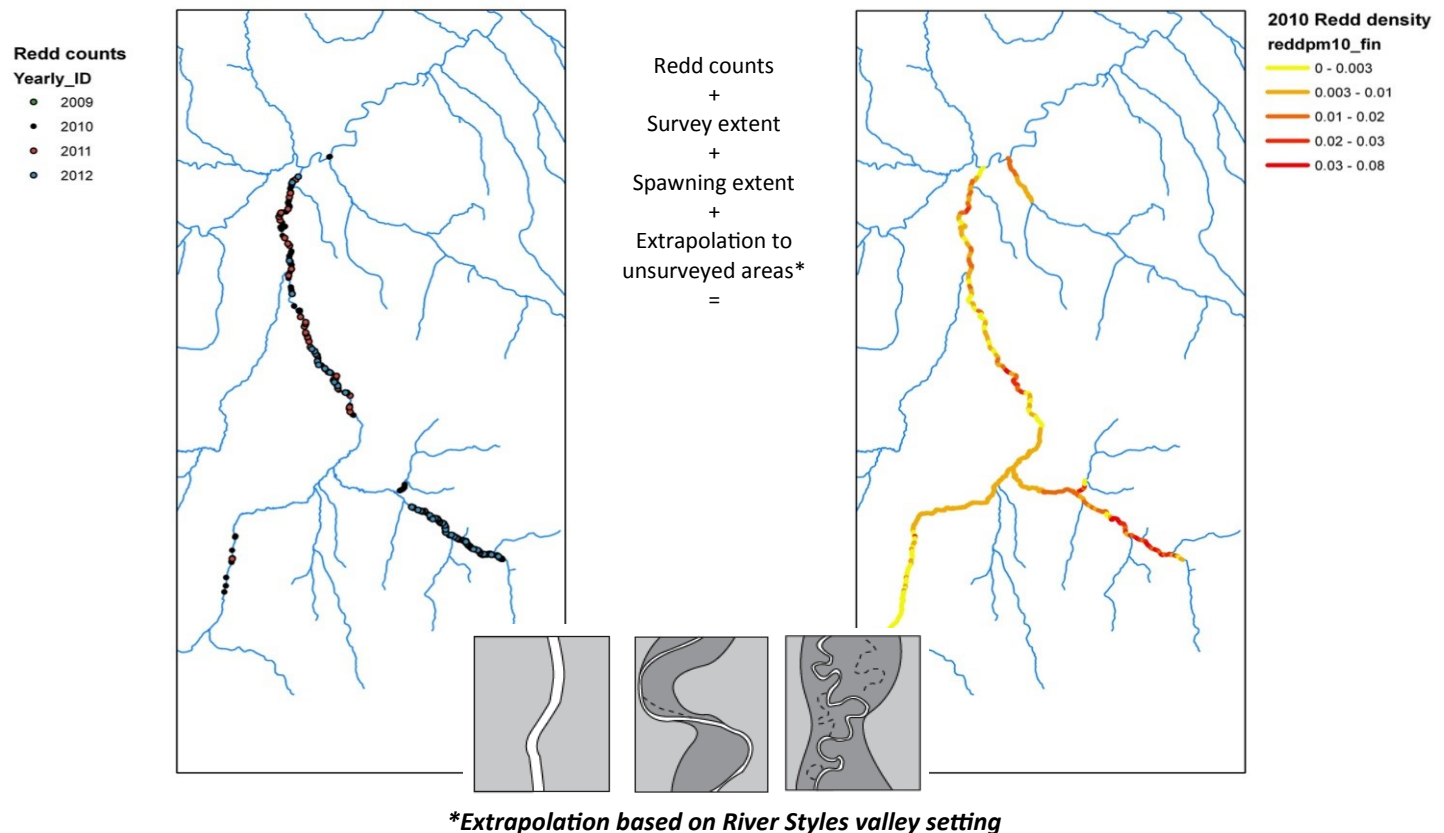 Redd counts
Yearly_ID
2009
2010
2011
2012
Redd counts
+
Survey extent
+
Spawning extent
+
Extrapolation to
unsurveyed areas*
=
2010 Redd density
reddpm10_fin
0 - 0.003
0.003 - 0.01
0.01 - 0.02
0.02 - 0.03
0.03 - 0.08
*Extrapolation based on River Styles valley setting